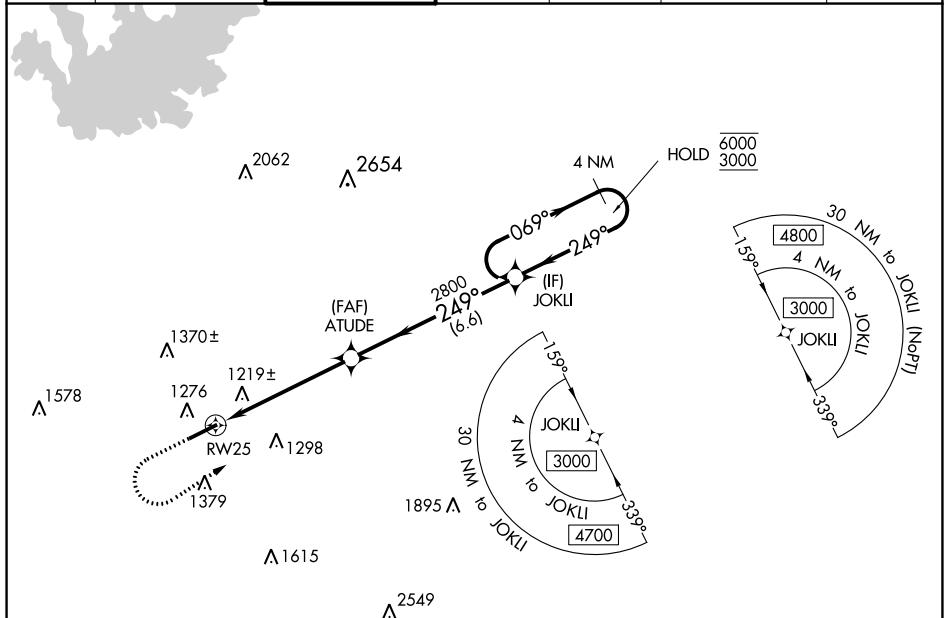 2062
2654
4 NM
HOLD 6000
3000
069°
249°
(IF)
JOKLI
2800
249°
(6.6)
(FAF)
ATUDE
1370±
1578
1276
1219±
RW25
1298
1379
1615
1895
2549
30 NM to JOKLI (NoPT)
159°
4800
4 NM to JOKLI
3000
JOKLI
339°
159°
JOKLI
3000
4 NM to JOKLI
339°
4700
30 NM to JOKLI